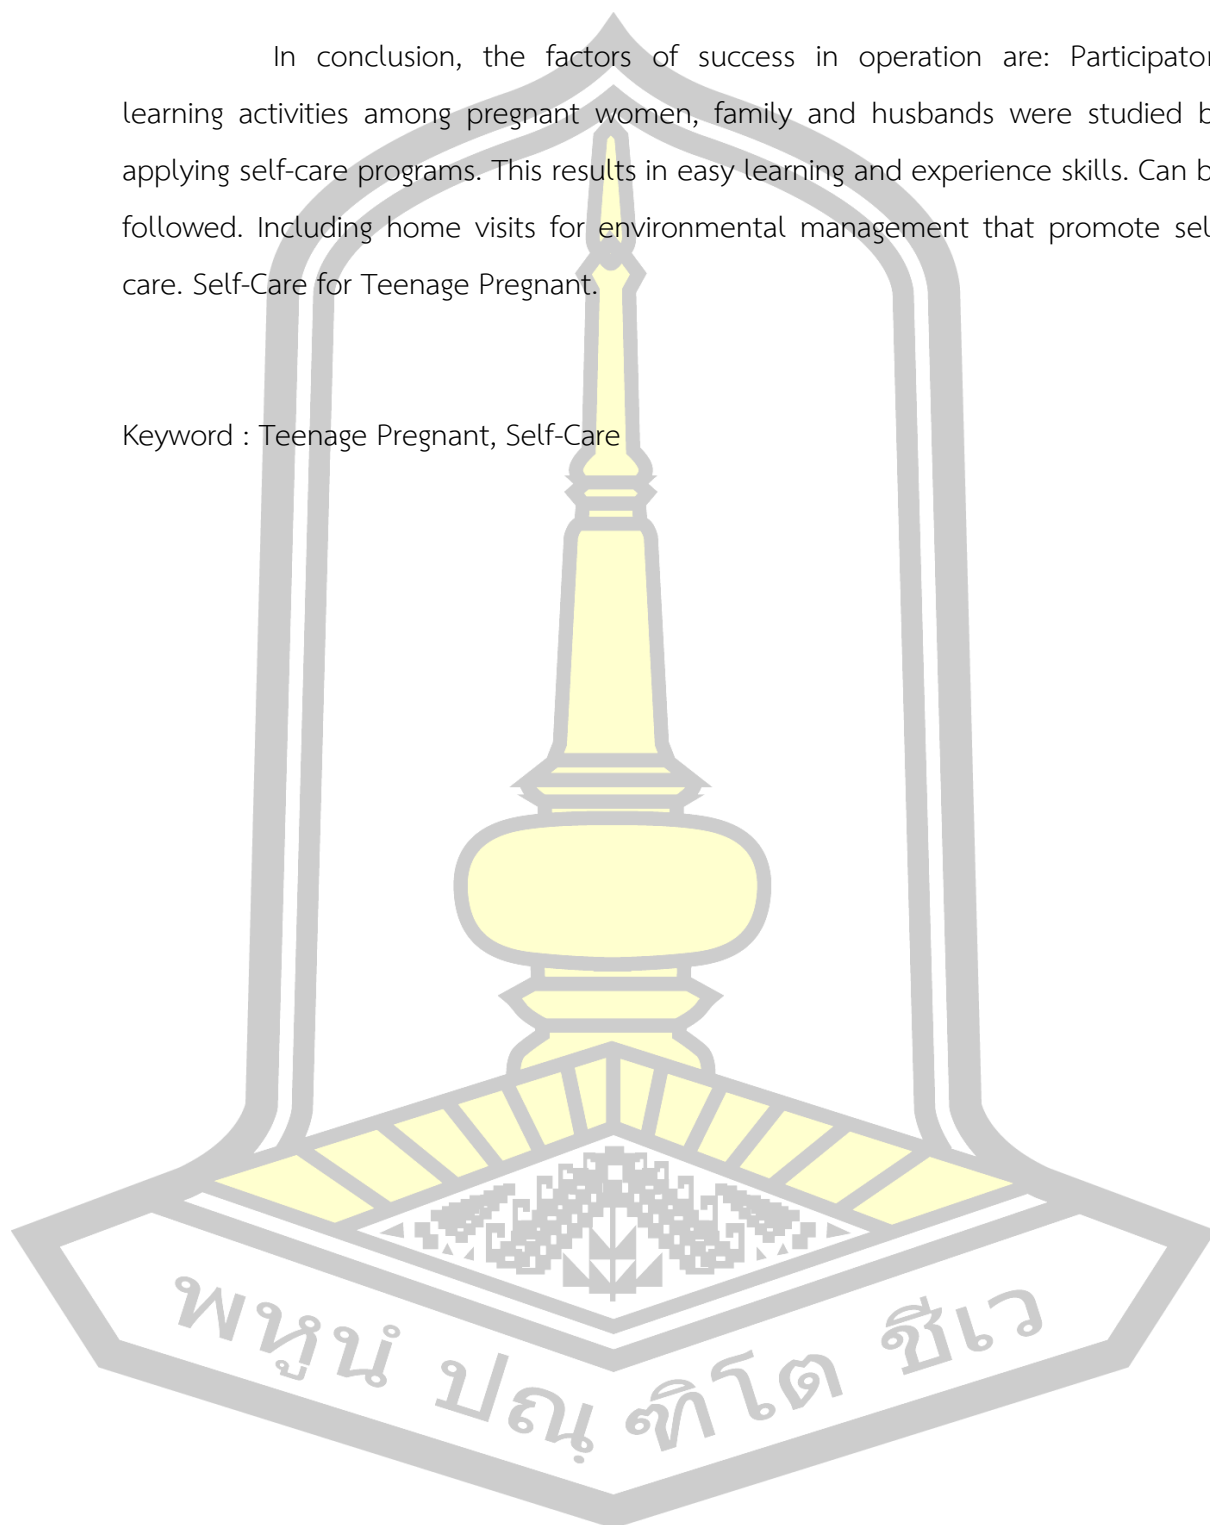 In conclusion, the factors of success in operation are: Participator
learning activities among pregnant women, family and husbands were studied b
applying self-care programs. This results in easy learning and experience skills. Can b
followed. Including home visits for environmental management that promote sel
care. Self-Care for Teenage Pregnant.
Keyword : Teenage Pregnant, Self-Care
พหูนํ ปณฺฑิโต ชีเว